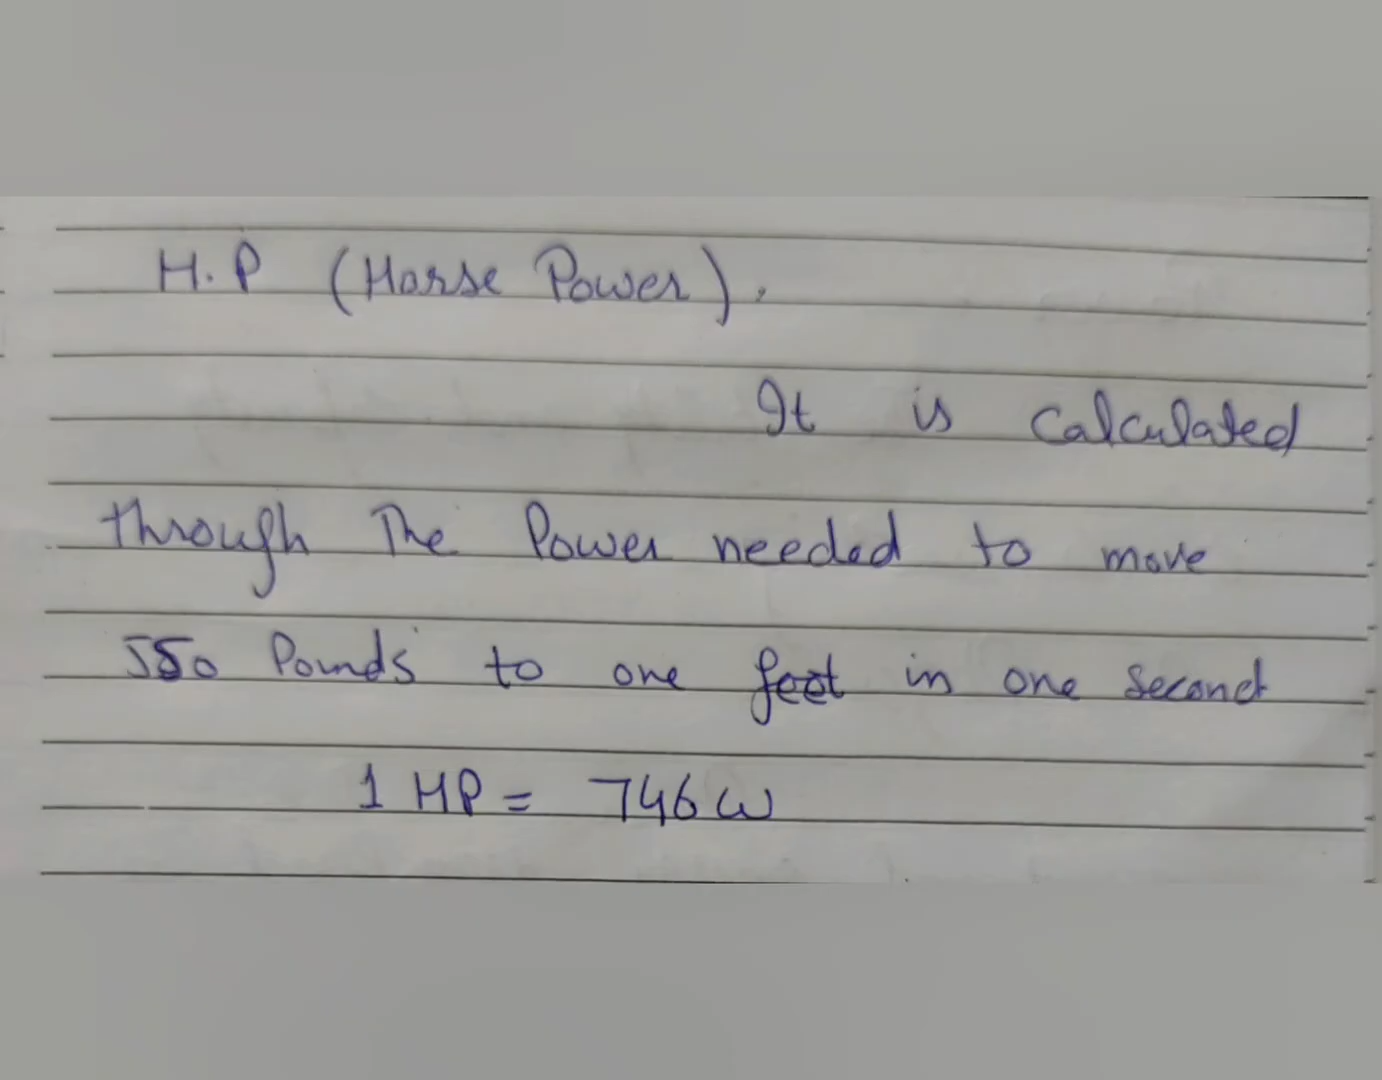 H.P (Horse Power).
It is calculated
through The Power needed to move
550 Pounds to one feet in one second
1 HP = 746 W